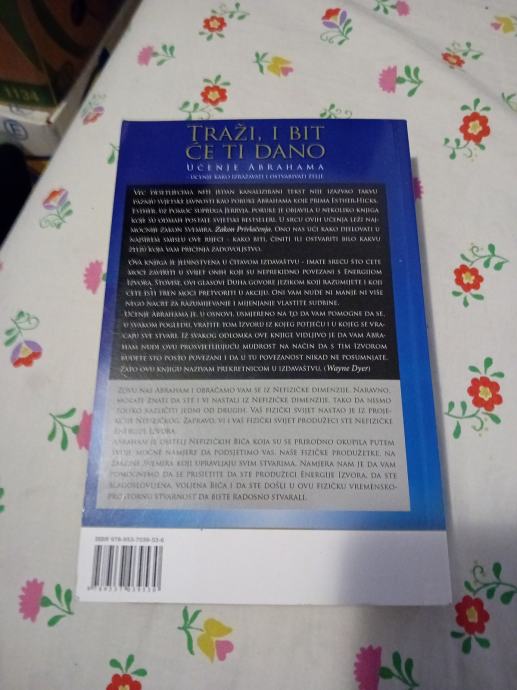 1134
TRAŽI, I BIT
ĆE TI DANO
UČENJE ABRAHAMA
- UČENJE KAKO IZRAŽAVATI I OSTVARIVATI ŽELJE
VEĆ DESETLJEĆIMA NITI JEDAN KANALIZIRANI TEKST NIJE IZAZVAO TAKVU
PAŽNJU SVJETSKE JAVNOSTI KAO PORUKE ABRAHAMA KOJE PRIMA ESTHER HICKS.
ESTHER, UZ POMOĆ SUPRUGA JERRYJA, PORUKE JE OBJAVILA U NEKOLIKO KNJIGA
KOJE SU ODMAH POSTALE SVJETSKI BESTSELERI. U SRCU OVIH UČENJA LEŽI NAJ-
MOĆNIJI ZAKON SVEMIRA, Zakon Privlačenja. ONO NAS UČI KAKO DJELOVATI U
NAJŠIREM SMISLU OVE RIJEČI - KAKO BITI, ČINITI ILI OSTVARITI BILO KAKVU
ŽELJU KOJA VAM PRIČINJA ZADOVOLJSTVO.
OVA KNJIGA JE JEDINSTVENA U ČITAVOM IZDAVAŠTVU - IMATE SREĆU ŠTO ĆETE
MOĆI ZAVIRITI U SVIJET ONIH KOJI SU NEPREKIDNO POVEZANI S ENERGIJOM
IZVORA. ŠTOVIŠE, OVI GLASOVI DUHA GOVORE JEZIKOM KOJI RAZUMIJETE I KOJI
ĆETE ISTI TREN MOĆI PRETVORITI U AKCIJU. ONI VAM NUDE NI MANJE NI VIŠE
NEGO NACRT ZA RAZUMIJEVANJE I MIJENJANJE VLASTITE SUDBINE.
UČENJE ABRAHAMA JE, U OSNOVI, USMJERENO NA TO DA VAM POMOGNE DA SE,
U SVAKOM POGLEDU, VRATITE TOM IZVORU IZ KOJEG POTJEČU I U KOJEG SE VRA-
ĆAJU SVE STVARI. IZ SVAKOG ODLOMKA OVE KNJIGE VIDLJIVO JE DA VAM ABRA-
HAM NUDI OVU PROSVJETLJUJUĆU MUDROST NA NAČIN DA S TIM IZVOROM
BUDETE STO POSTO POVEZANI I DA U TU POVEZANOST NIKAD NE POSUMNJATE.
ZATO OVU KNJIGU NAZIVAM PREKRETNICOM U IZDAVAŠTVU. (Wayne Dyer)
ZOVU NAS ABRAHAM I OBRAĆAMO VAM SE IZ NEFIZIČKE DIMENZIJE. NARAVNO,
MORATE ZNATI DA STE I VI NASTALI IZ NEFIZIČKE DIMENZIJE, TAKO DA NISMO
TOLIKO RAZLIČITI JEDNI OD DRUGIH. VAŠ FIZIČKI SVIJET NASTAO JE IZ PROJE-
KCIJE NEFIZIČKOG. ZAPRAVO, VI I VAŠ FIZIČKI SVIJET PRODUŽECI STE NEFIZIČKE
ENERGIJE IZVORA.
ABRAHAM JE OBITELJ NEFIZIČKIH BIĆA KOJA SU SE PRIRODNO OKUPILA PUTEM
SVOJE MOĆNE NAMJERE DA PODSJETIMO VAS, NAŠE FIZIČKE PRODUŽETKE, NA
ZAKONE SVEMIRA KOJI UPRAVLJAJU SVIM STVARIMA. NAMJERA NAM JE DA VAM
POMOGNEMO DA SE PRISJETITE DA STE PRODUŽECI ENERGIJE IZVORA, DA STE
BLAGOSLOVLJENA, VOLJENA BIĆA I DA STE DOŠLI U OVU FIZIČKU VREMENSKO-
PROSTORNU STVARNOST DA BISTE RADOSNO STVARALI.
ISBN 978-953-7039-53-0
9 789537 039530